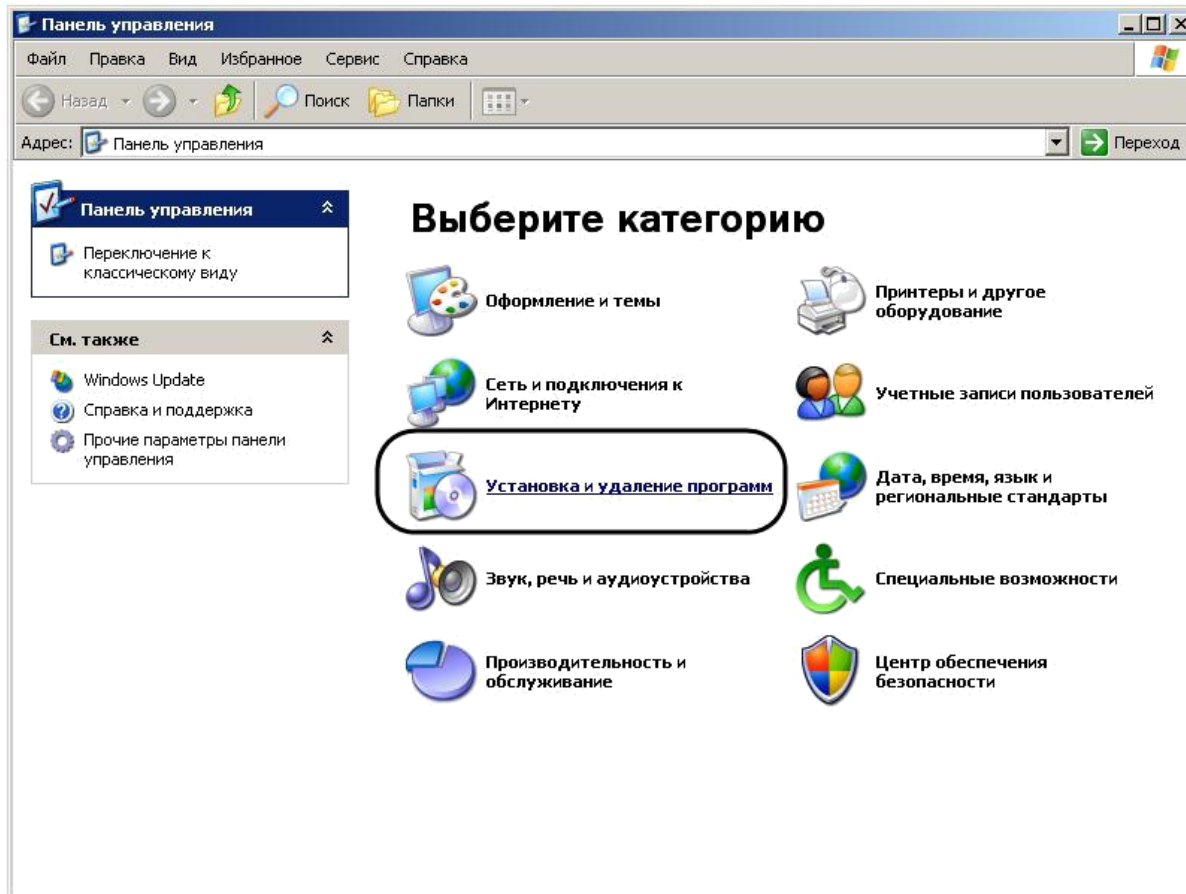 Панель управления
Файл Правка Вид Избранное Сервис Справка
Назад Поиск Папки
Адрес: Панель управления Переход
Панель управления
Переключение к
классическому виду
См. также
Windows Update
Справка и поддержка
Прочие параметры панели
управления
Выберите категорию
Оформление и темы
Принтеры и другое
оборудование
Сеть и подключения к
Интернету
Учетные записи пользователей
Установка и удаление программ
Дата, время, язык и
региональные стандарты
Звук, речь и аудиоустройства
Специальные возможности
Производительность и
обслуживание
Центр обеспечения
безопасности